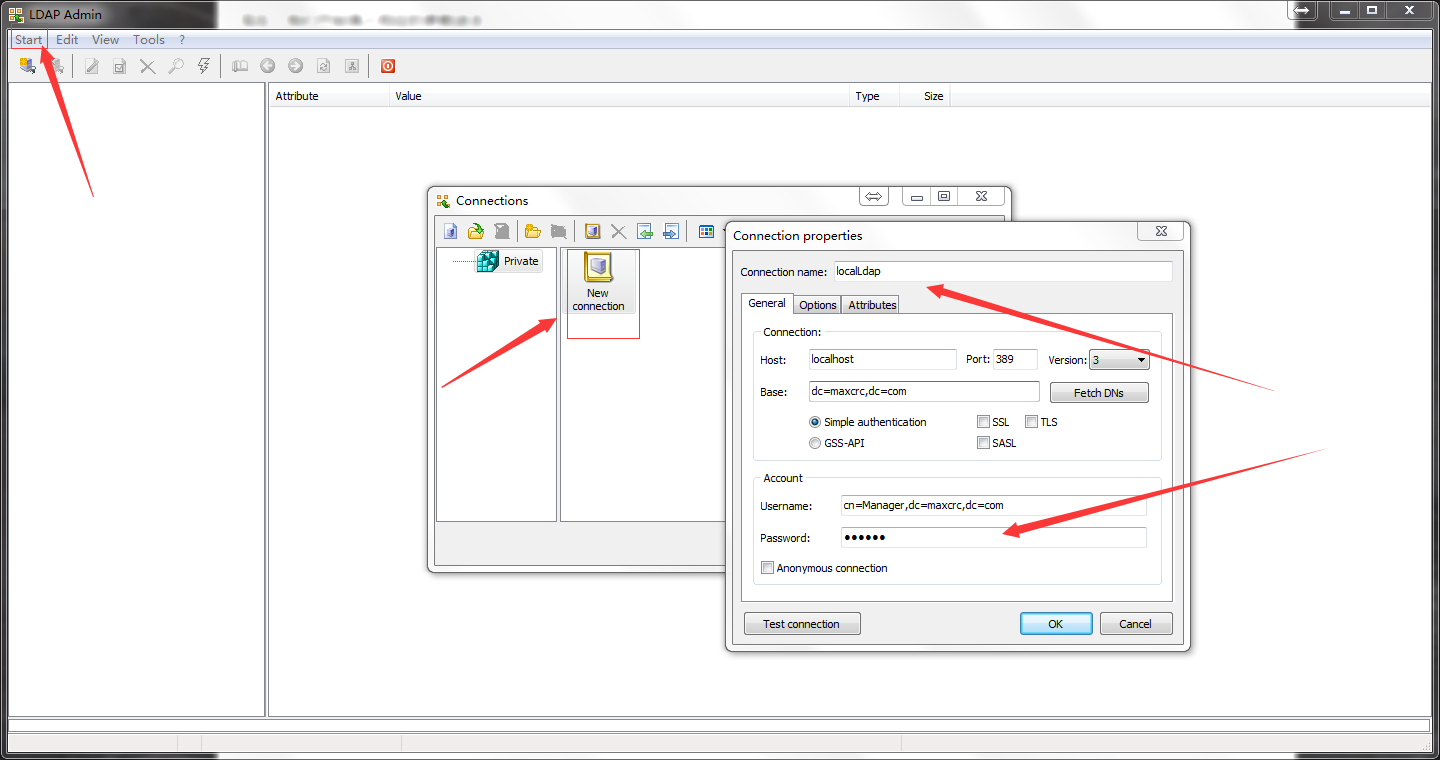 LDAP Admin
Start Edit View Tools ?
Attribute Value Type Size
Connections
Private
New
connection
Connection properties
Connection name: localLdap
General Options Attributes
Connection:
Host: localhost Port: 389 Version: 3
Base: dc=maxcrc,dc=com Fetch DNs
Simple authentication SSL TLS
GSS-API SASL
Account
Username: cn=Manager,dc=maxcrc,dc=com
Password: ●●●●●●
Anonymous connection
Test connection OK Cancel